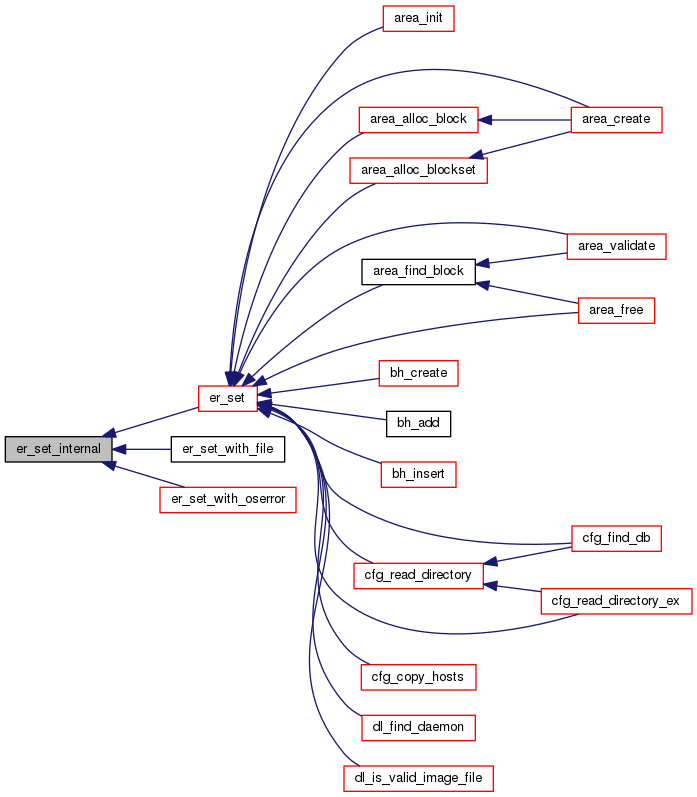 area_init
area_alloc_block
area_create
area_alloc_blockset
area_validate
area_find_block
area_free
bh_create
er_set
bh_add
er_set_internal
er_set_with_file
bh_insert
er_set_with_oserror
cfg_find_db
cfg_read_directory
cfg_read_directory_ex
cfg_copy_hosts
dl_find_daemon
dl_is_valid_image_file